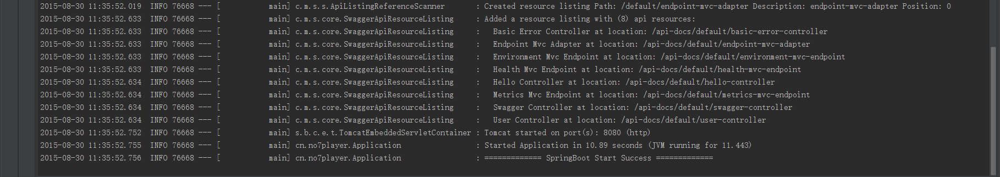 2015-08-30 11:35:52.019  INFO 76668 --- [           main] c.m.s.s.ApiListingReferenceScanner       : Created resource listing Path: /default/endpoint-mvc-adapter Description: endpoint-mvc-adapter Position: 0
2015-08-30 11:35:52.633  INFO 76668 --- [           main] c.m.s.core.SwaggerApiResourceListing     : Added a resource listing with (8) api resources:
2015-08-30 11:35:52.633  INFO 76668 --- [           main] c.m.s.core.SwaggerApiResourceListing     :   Basic Error Controller at location: /api-docs/default/basic-error-controller
2015-08-30 11:35:52.633  INFO 76668 --- [           main] c.m.s.core.SwaggerApiResourceListing     :   Endpoint Mvc Adapter at location: /api-docs/default/endpoint-mvc-adapter
2015-08-30 11:35:52.633  INFO 76668 --- [           main] c.m.s.core.SwaggerApiResourceListing     :   Environment Mvc Endpoint at location: /api-docs/default/environment-mvc-endpoint
2015-08-30 11:35:52.633  INFO 76668 --- [           main] c.m.s.core.SwaggerApiResourceListing     :   Health Mvc Endpoint at location: /api-docs/default/health-mvc-endpoint
2015-08-30 11:35:52.634  INFO 76668 --- [           main] c.m.s.core.SwaggerApiResourceListing     :   Hello Controller at location: /api-docs/default/hello-controller
2015-08-30 11:35:52.634  INFO 76668 --- [           main] c.m.s.core.SwaggerApiResourceListing     :   Metrics Mvc Endpoint at location: /api-docs/default/metrics-mvc-endpoint
2015-08-30 11:35:52.634  INFO 76668 --- [           main] c.m.s.core.SwaggerApiResourceListing     :   Swagger Controller at location: /api-docs/default/swagger-controller
2015-08-30 11:35:52.634  INFO 76668 --- [           main] c.m.s.core.SwaggerApiResourceListing     :   User Controller at location: /api-docs/default/user-controller
2015-08-30 11:35:52.752  INFO 76668 --- [           main] s.b.c.e.t.TomcatEmbeddedServletContainer : Tomcat started on port(s): 8080 (http)
2015-08-30 11:35:52.755  INFO 76668 --- [           main] cn.no7player.Application                 : Started Application in 10.89 seconds (JVM running for 11.443)
2015-08-30 11:35:52.756  INFO 76668 --- [           main] cn.no7player.Application                 : ============= SpringBoot Start Success =============